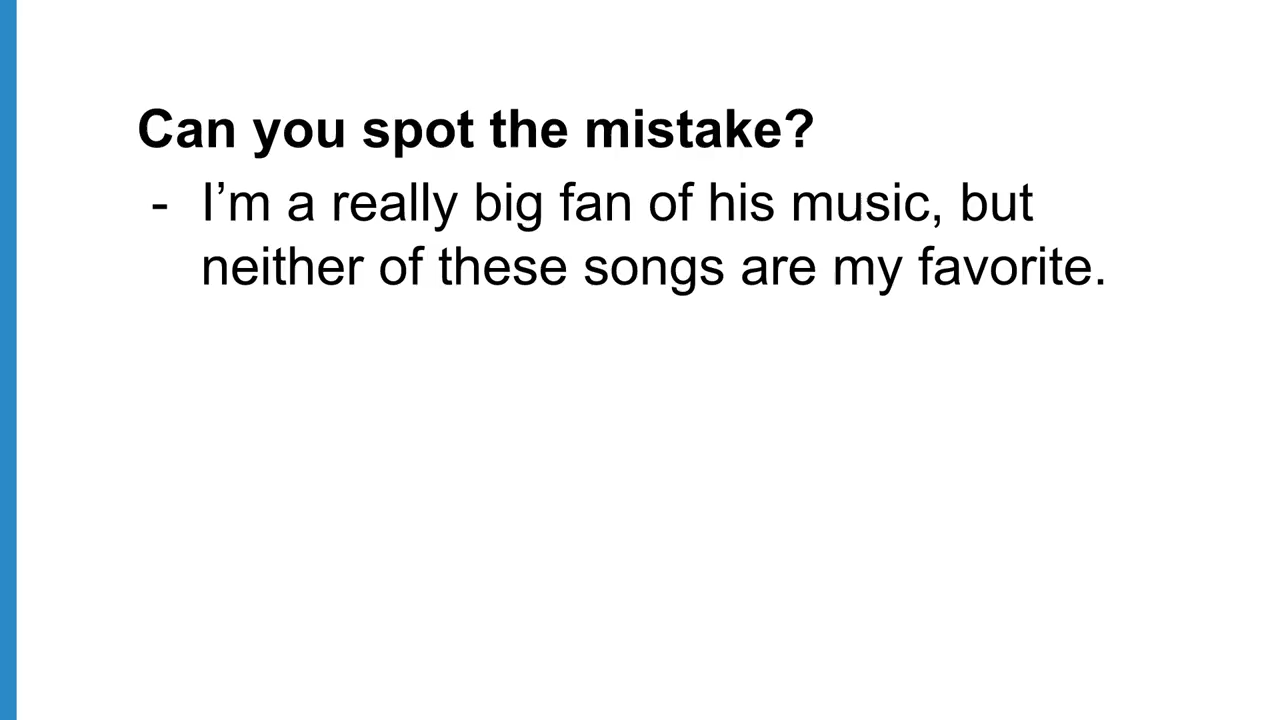 Can you spot the mistake?
- I’m a really big fan of his music, but
neither of these songs are my favorite.